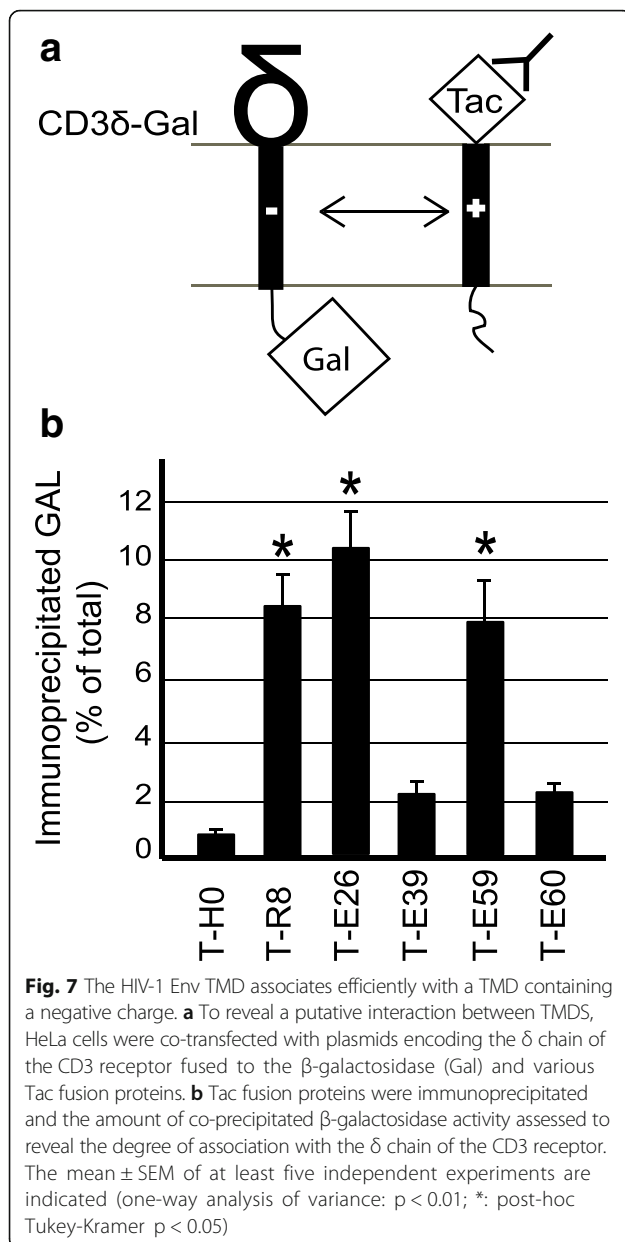 a
δ
CD3δ-Gal
Tac
-
+
Gal
b
Immunoprecipitated GAL
(% of total)
12
10
8
6
4
2
0
*
*
*
T-H0
T-R8
T-E26
T-E39
T-E59
T-E60
Fig. 7 The HIV-1 Env TMD associates efficiently with a TMD containing
a negative charge. a To reveal a putative interaction between TMDS,
HeLa cells were co-transfected with plasmids encoding the δ chain of
the CD3 receptor fused to the β-galactosidase (Gal) and various
Tac fusion proteins. b Tac fusion proteins were immunoprecipitated
and the amount of co-precipitated β-galactosidase activity assessed to
reveal the degree of association with the δ chain of the CD3 receptor.
The mean ± SEM of at least five independent experiments are
indicated (one-way analysis of variance: p < 0.01; *: post-hoc
Tukey-Kramer p < 0.05)